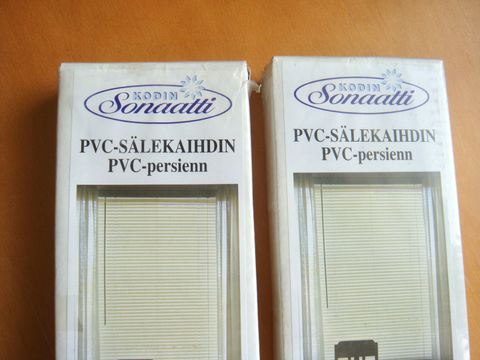 KODIN
Sonaatti
PVC-SÄLEKAIHDIN
PVC-persienn
KODIN
Sonaatti
PVC-SÄLEKAIHDIN
PVC-persienn